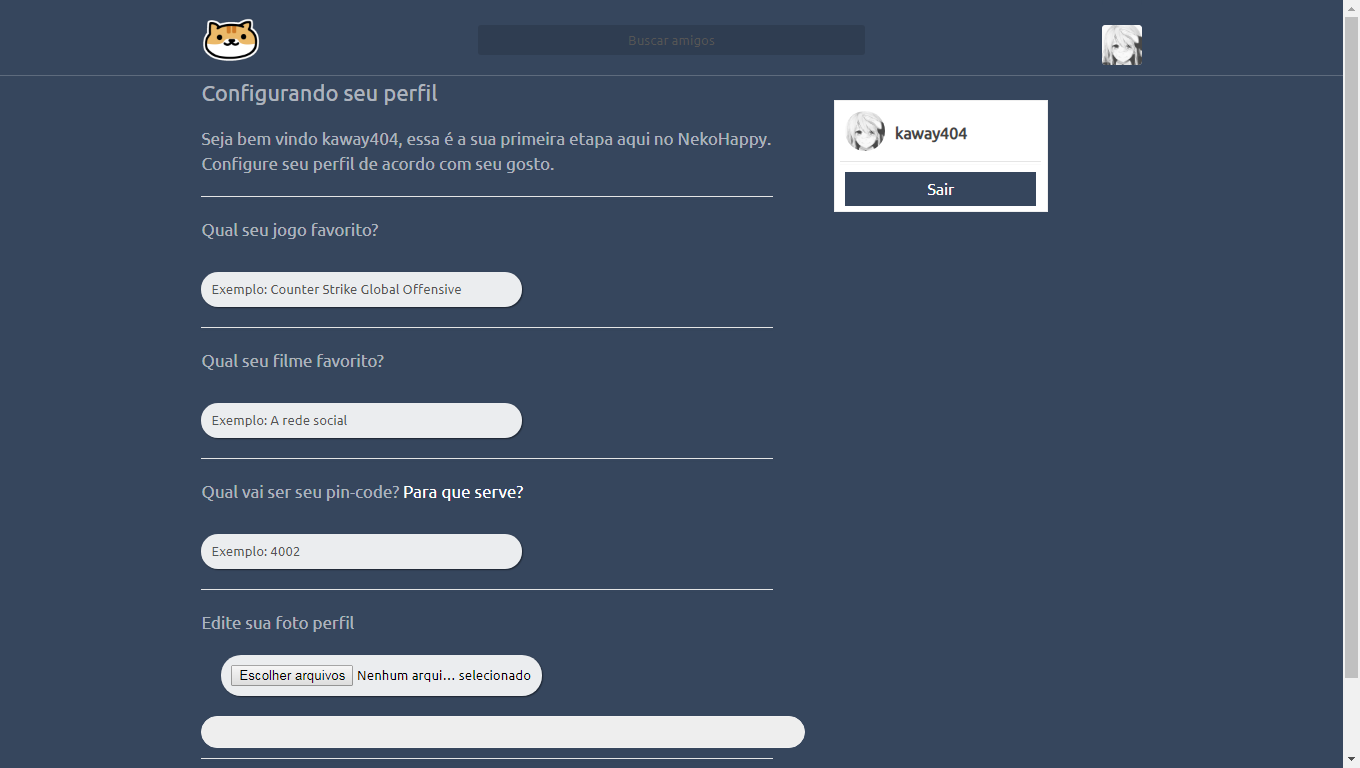 Buscar amigos
Configurando seu perfil
Seja bem vindo kaway404, essa é a sua primeira etapa aqui no NekoHappy.
Configure seu perfil de acordo com seu gosto.
kaway404
Sair
Qual seu jogo favorito?
Exemplo: Counter Strike Global Offensive
Qual seu filme favorito?
Exemplo: A rede social
Qual vai ser seu pin-code? Para que serve?
Exemplo: 4002
Edite sua foto perfil
Escolher arquivos Nenhum arqui... selecionado